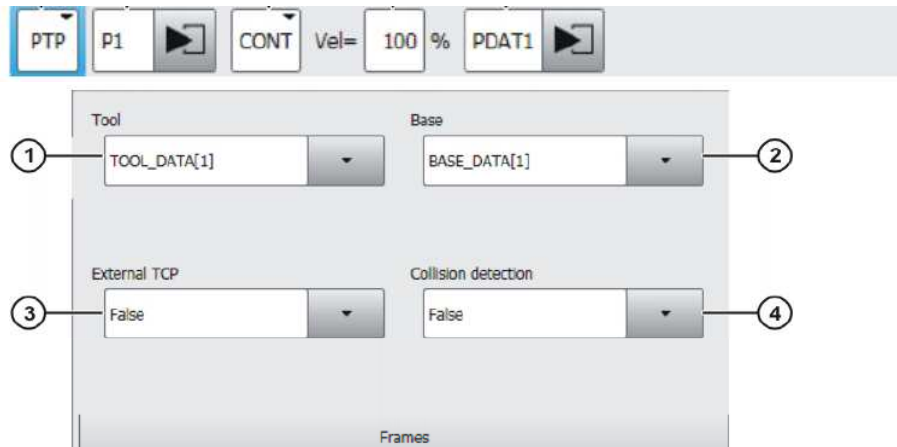 PTP P1 CONT Vel= 100 % PDAT1
Tool Base
1 TOOL_DATA[1] BASE_DATA[1] 2
External TCP Collision detection
3 False False 4
Frames